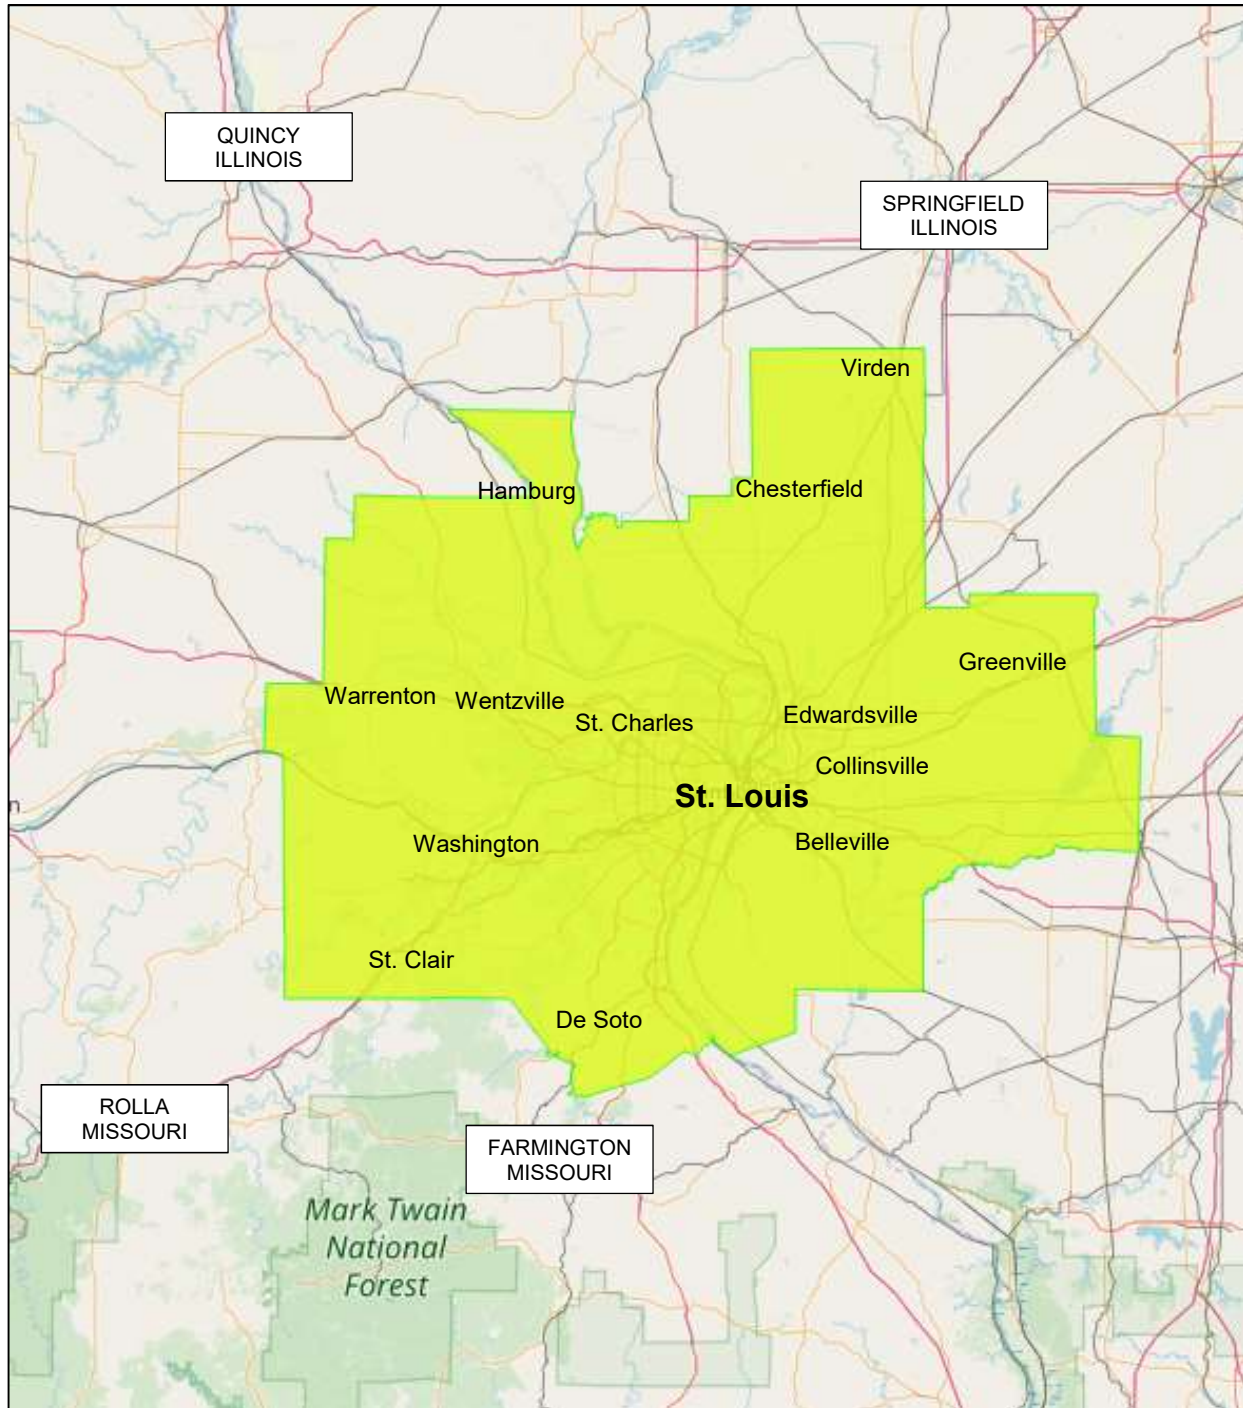 QUINCY
ILLINOIS
SPRINGFIELD
ILLINOIS
Virden
Hamburg
Chesterfield
Greenville
Warrenton
Wentzville
St. Charles
Edwardsville
Collinsville
St. Louis
n
Washington
Belleville
St. Clair
De Soto
ROLLA
MISSOURI
FARMINGTON
MISSOURI
Mark Twain
National
Forest